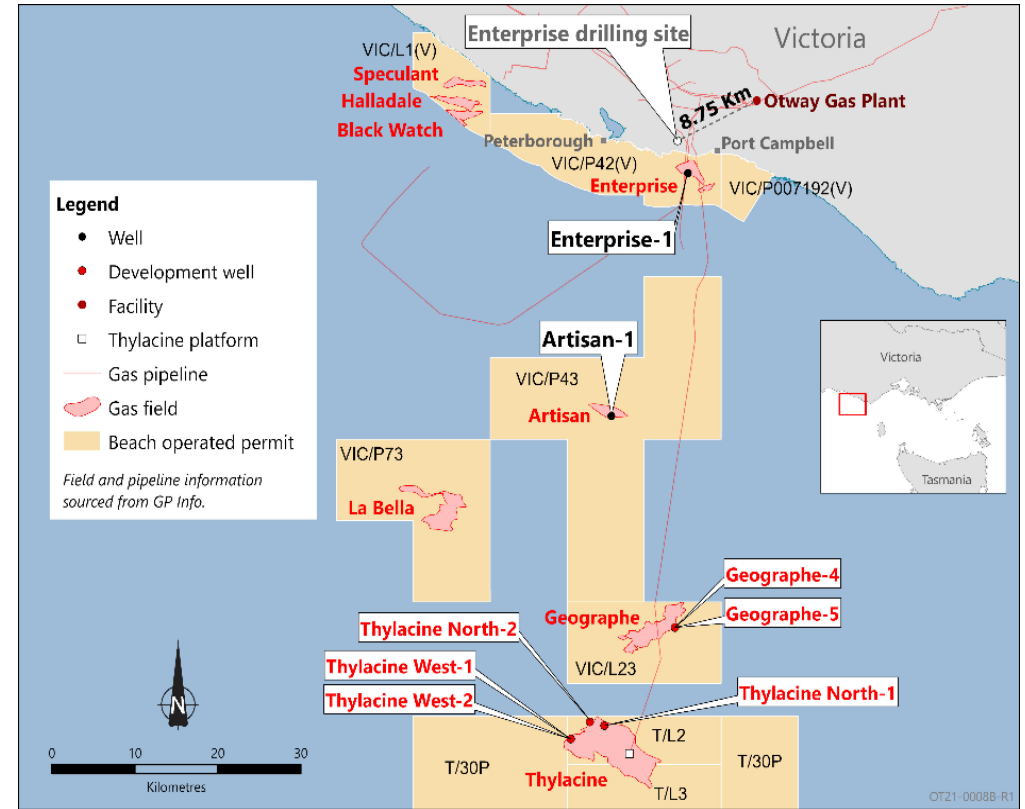 Enterprise drilling site
Victoria
VIC/L1(V)
Speculant
Halladale
Black Watch
8.75 Km
Otway Gas Plant
Peterborough
Port Campbell
VIC/P42(V)
Enterprise
VIC/P007192(V)
Enterprise-1
Legend
Well
Development well
Facility
Thylacine platform
Gas pipeline
Gas field
Beach operated permit
Field and pipeline information
sourced from GP Info.
Artisan-1
VIC/P43
Artisan
Victoria
Tasmania
VIC/P73
La Bella
Geographe-4
Geographe-5
Geographe
VIC/L23
Thylacine North-2
Thylacine West-1
Thylacine West-2
Thylacine North-1
T/L2
T/30P
T/30P
Thylacine
T/L3
N
0 10 20 30
Kilometres
OT21-0008B-R1